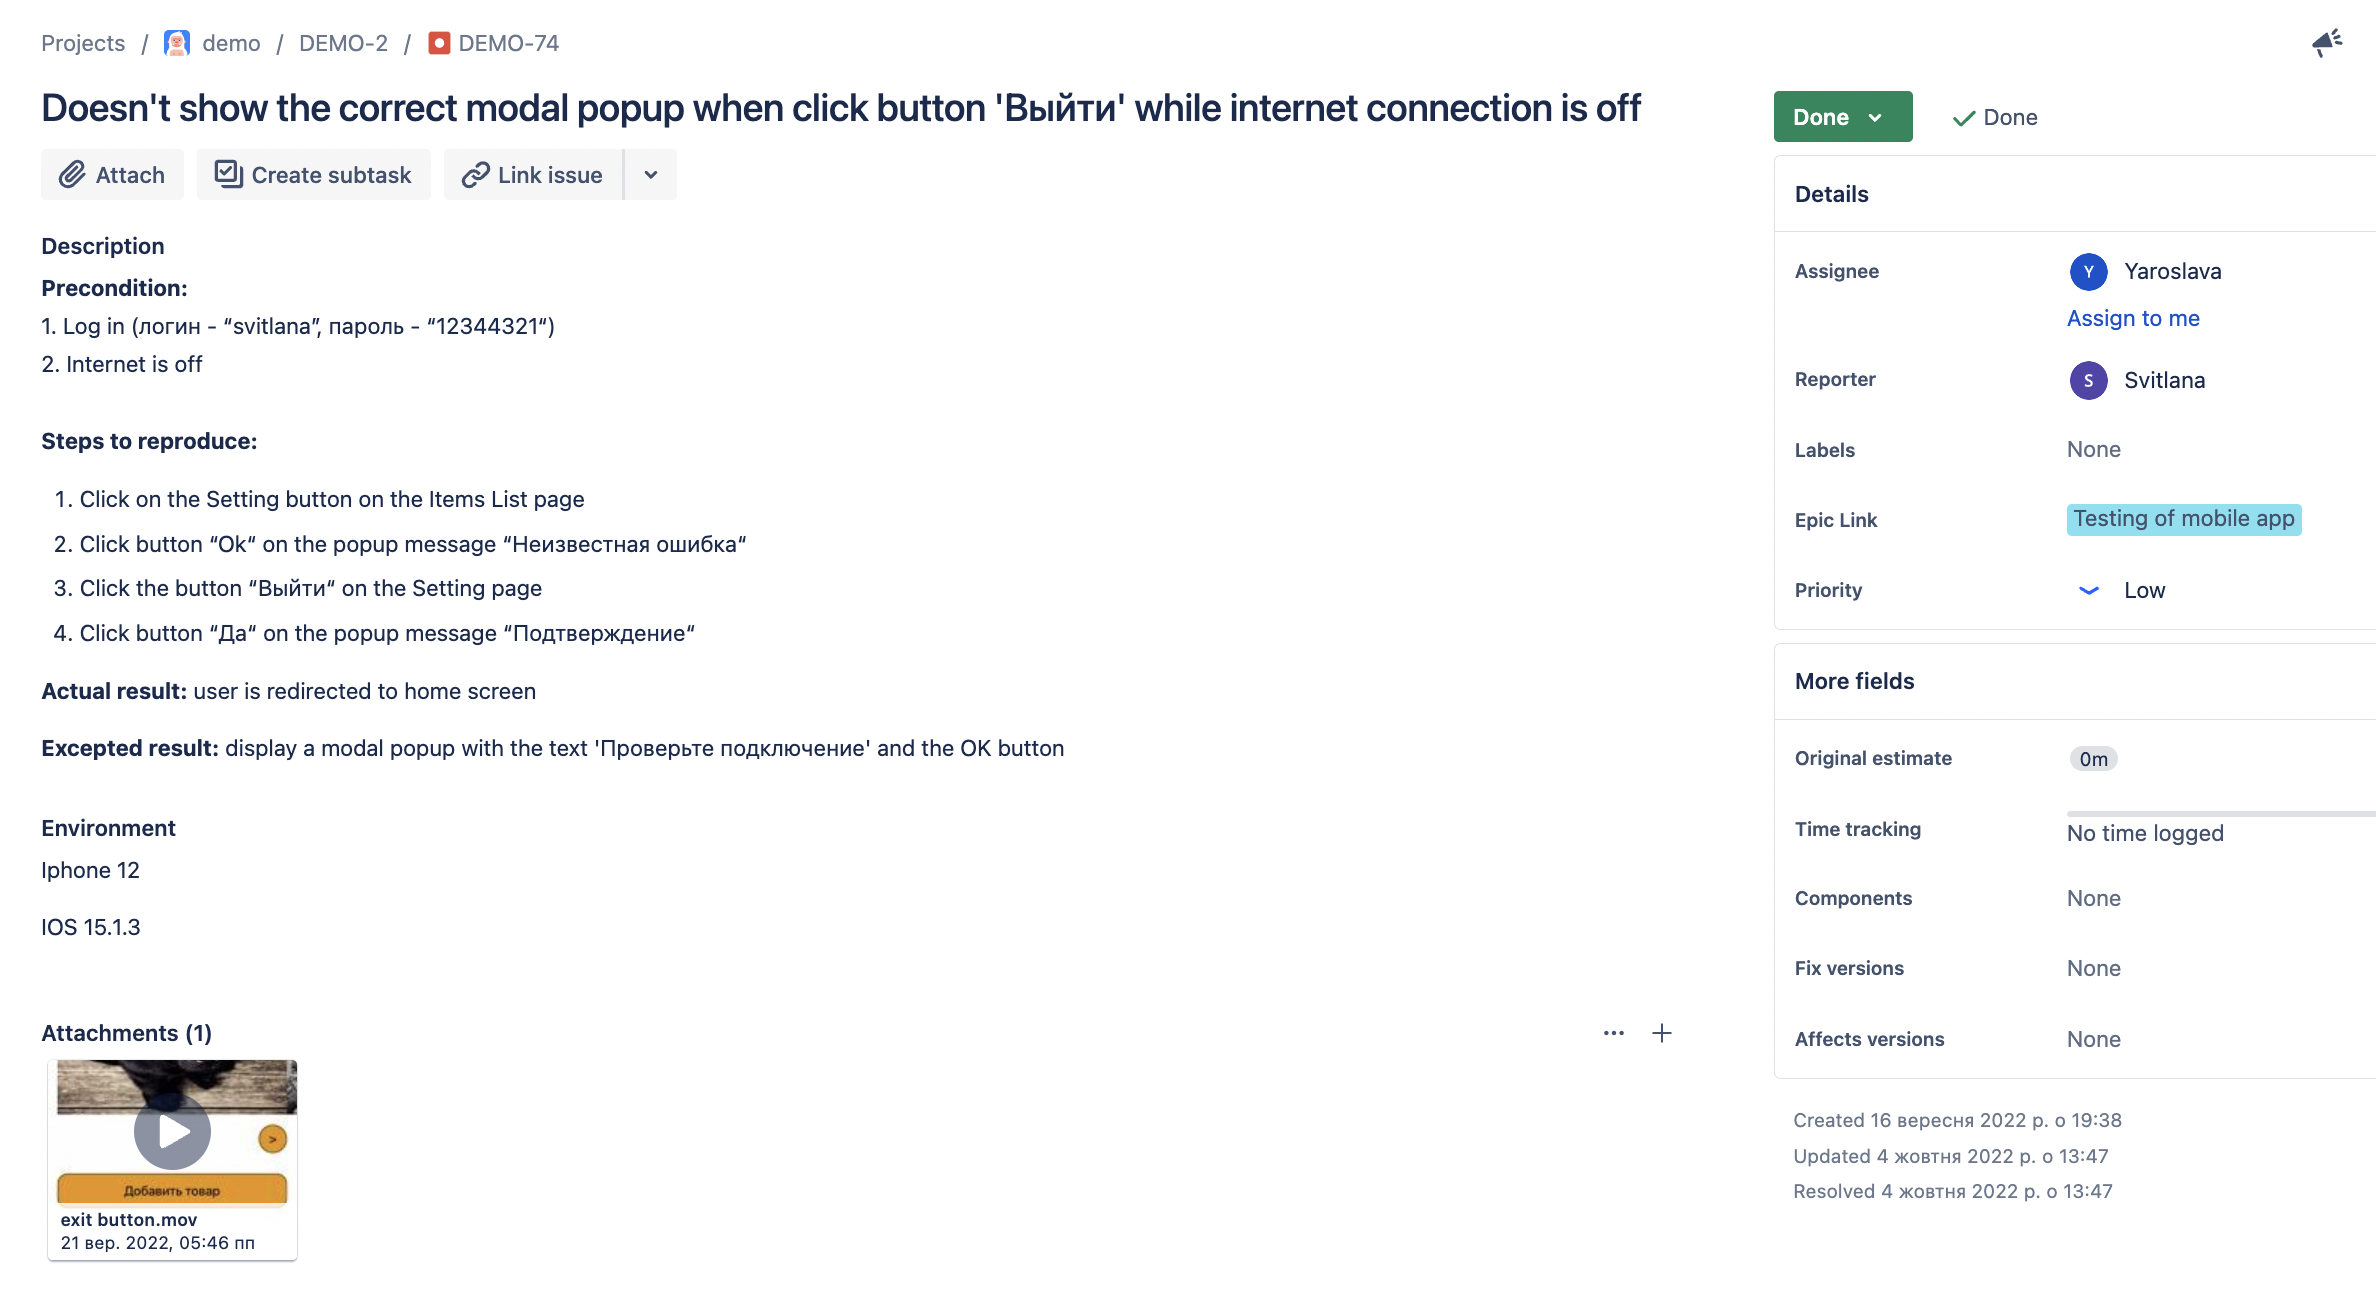 Projects / demo / DEMO-2 / DEMO-74
Doesn't show the correct modal popup when click button 'Выйти' while internet connection is off
Attach
Create subtask
Link issue
Description
Precondition:
1. Log in (логин - “svitlana”, пароль - “12344321“)
2. Internet is off
Steps to reproduce:
1. Click on the Setting button on the Items List page
2. Click button “Ok“ on the popup message “Неизвестная ошибка“
3. Click the button “Выйти“ on the Setting page
4. Click button “Да“ on the popup message “Подтверждение“
Actual result: user is redirected to home screen
Excepted result: display a modal popup with the text 'Проверьте подключение' and the OK button
Environment
Iphone 12
IOS 15.1.3
Attachments (1)
>
Добавить товар
exit button.mov
21 вер. 2022, 05:46 пп
Done
Done
Details
Assignee
Y Yaroslava
Assign to me
Reporter
S Svitlana
Labels
None
Epic Link
Testing of mobile app
Priority
Low
More fields
Original estimate
0m
Time tracking
No time logged
Components
None
Fix versions
None
Affects versions
None
Created 16 вересня 2022 р. о 19:38
Updated 4 жовтня 2022 р. о 13:47
Resolved 4 жовтня 2022 р. о 13:47